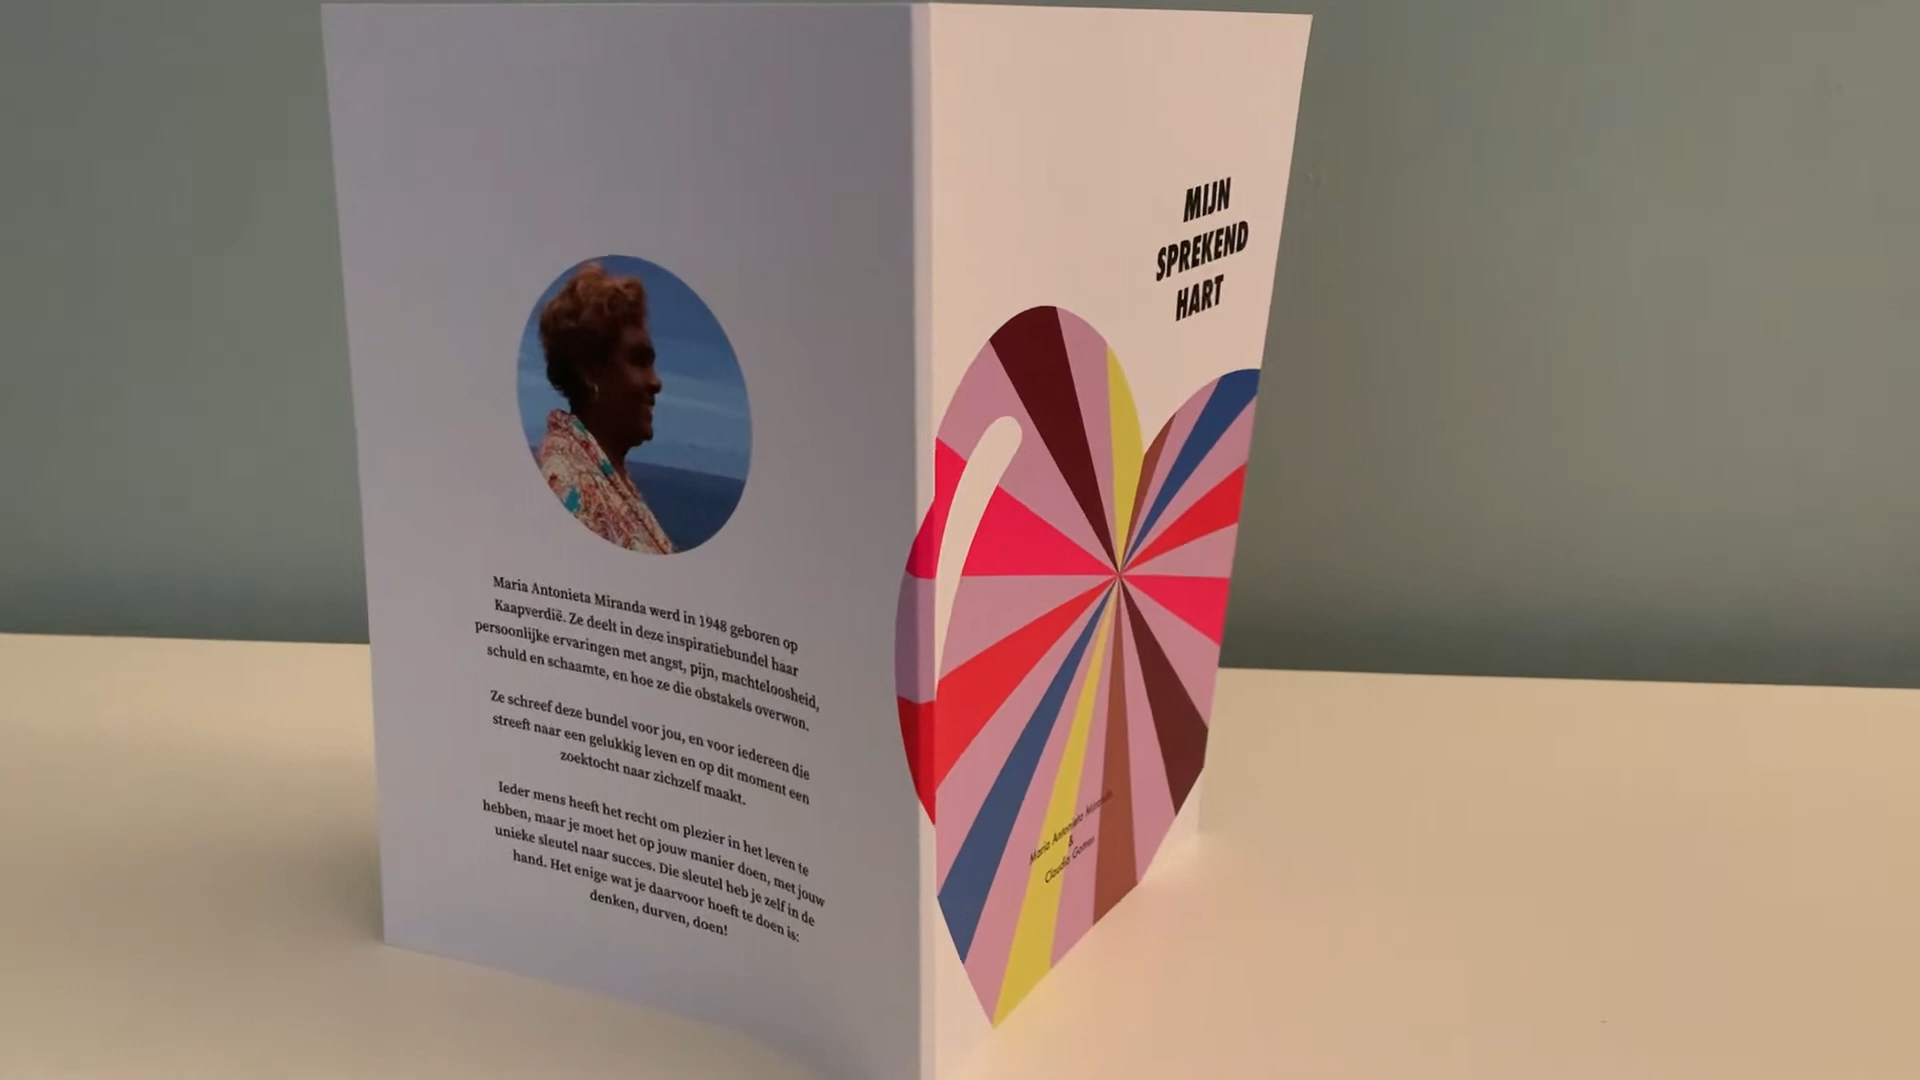 Maria Antonieta Miranda werd in 1948 geboren op
Kaapverdië. Ze deelt in deze inspiratiebundel haar
persoonlijke ervaringen met angst, pijn, machteloosheid,
schuld en schaamte, en hoe ze die obstakels overwon.
Ze schreef deze bundel voor jou, en voor iedereen die
streeft naar een gelukkig leven en op dit moment een
zoektocht naar zichzelf maakt.
Ieder mens heeft het recht om plezier in het leven te
hebben, maar je moet het op jouw manier doen, met jouw
unieke sleutel naar succes. Die sleutel heb je zelf in de
hand. Het enige wat je daarvoor hoeft te doen is:
denken, durven, doen!
MIJN
SPREKEND
HART
Maria Antonieta Miranda
&
Claudia Gomes